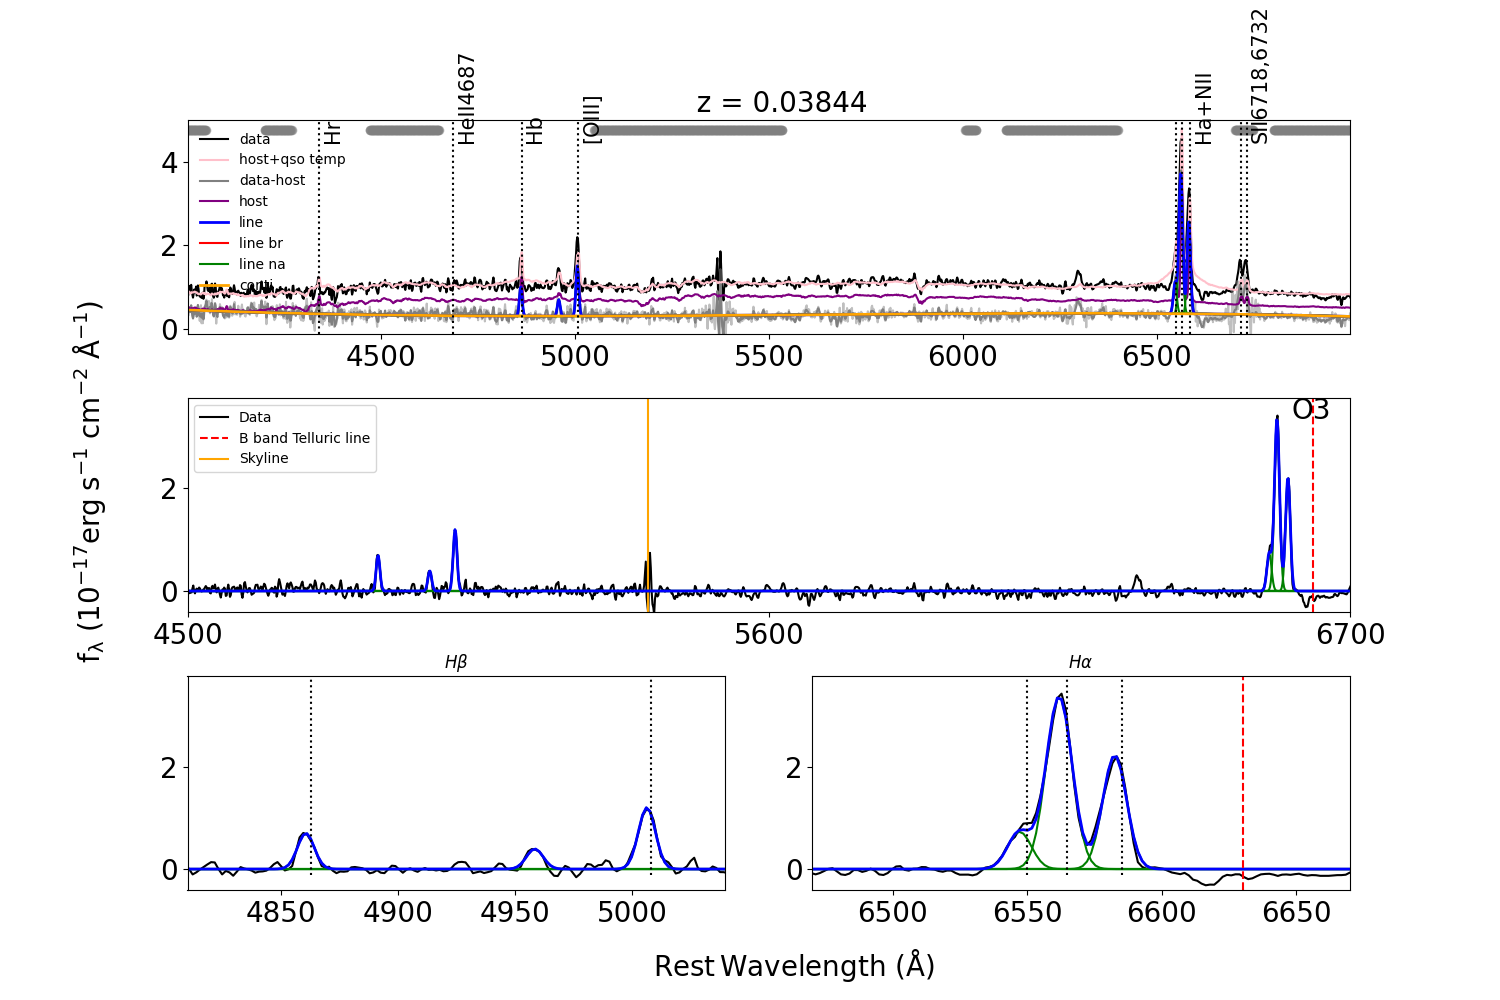 z = 0.03844
Hr
HeII4687
Hb
[OIII]
Ha+NII
SII6718,6732
data
host+qso temp
data-host
host
line
line br
line na
conti
4
2
0
4500
5000
5500
6000
6500
f_λ (10^−17 erg s^−1 cm^−2 Å^−1)
Data
B band Telluric line
Skyline
O3
2
0
4500
5600
6700
Hβ
2
0
4850
4900
4950
5000
Hα
2
0
6500
6550
6600
6650
Rest Wavelength (Å)